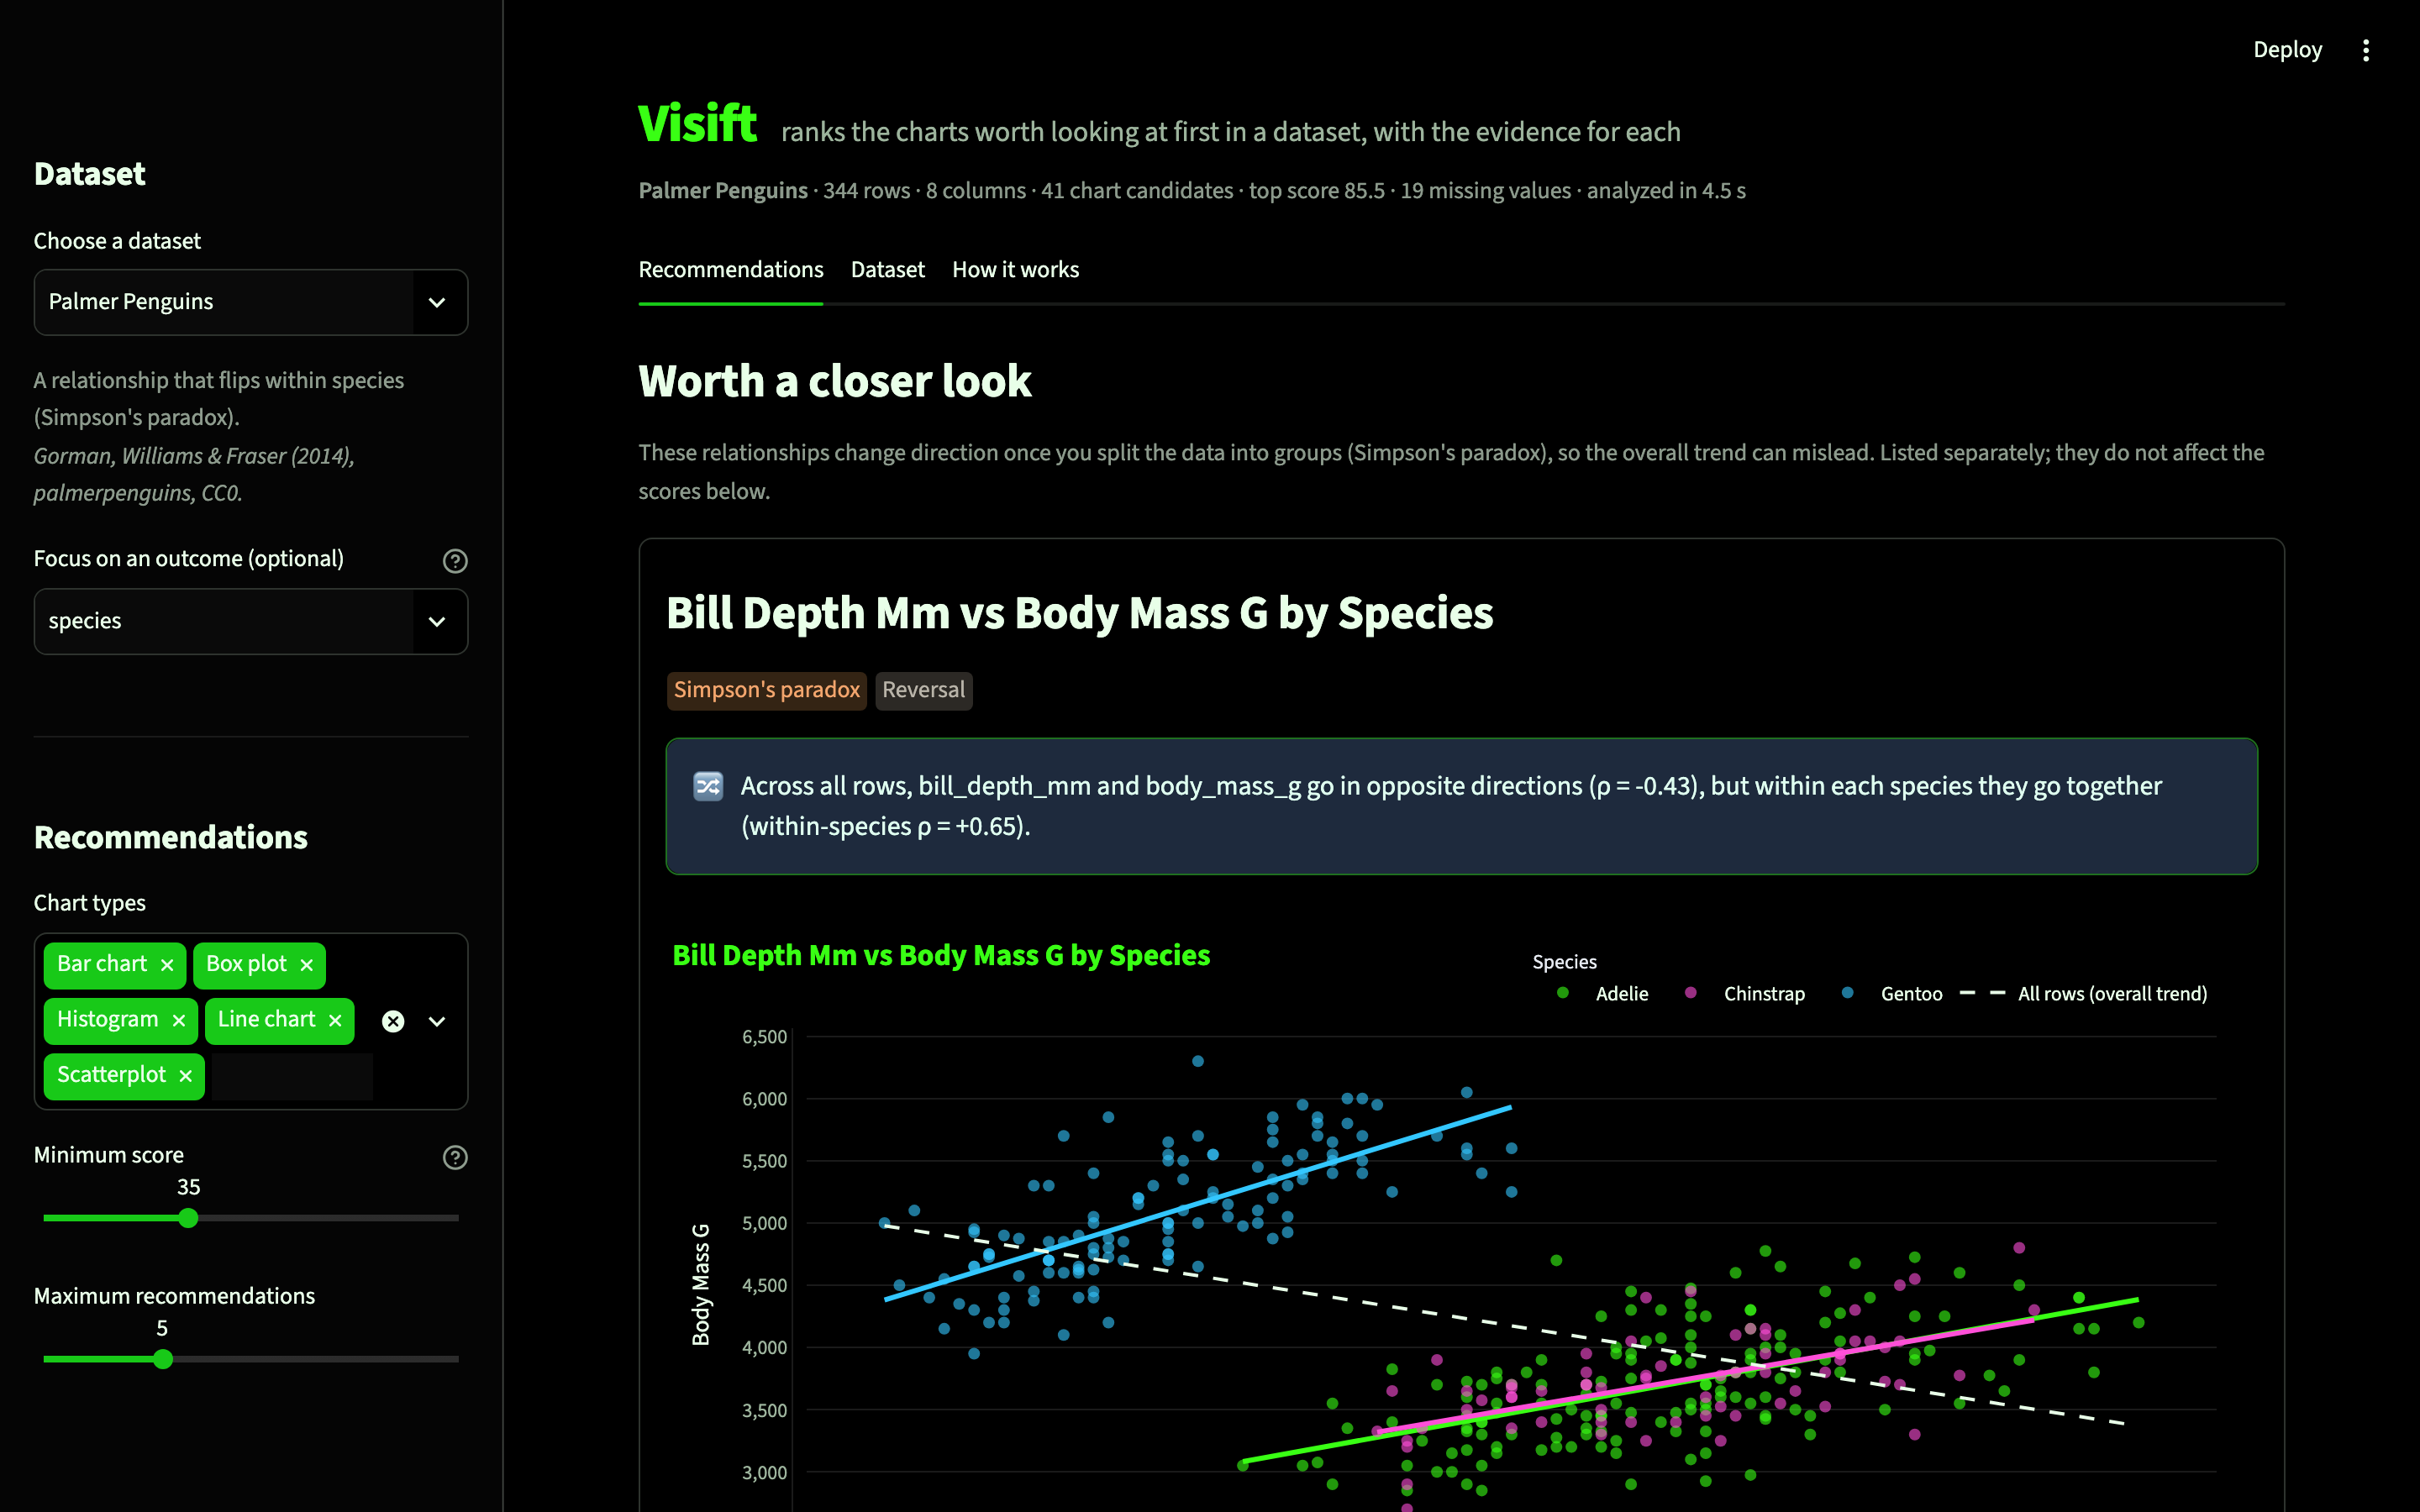 Deploy
Visift ranks the charts worth looking at first in a dataset, with the evidence for each
Palmer Penguins · 344 rows · 8 columns · 41 chart candidates · top score 85.5 · 19 missing values · analyzed in 4.5 s
Recommendations Dataset How it works
Dataset
Choose a dataset
Palmer Penguins
A relationship that flips within species
(Simpson's paradox).
Gorman, Williams & Fraser (2014),
palmerpenguins, CC0.
Focus on an outcome (optional)
species
Recommendations
Chart types
Bar chart Box plot
Histogram Line chart
Scatterplot
Minimum score
35
Maximum recommendations
5
Worth a closer look
These relationships change direction once you split the data into groups (Simpson's paradox), so the overall trend can mislead. Listed separately; they do not affect the
scores below.
Bill Depth Mm vs Body Mass G by Species
Simpson's paradox Reversal
Across all rows, bill_depth_mm and body_mass_g go in opposite directions (ρ = -0.43), but within each species they go together
(within-species ρ = +0.65).
Bill Depth Mm vs Body Mass G by Species
Species
Adelie Chinstrap Gentoo All rows (overall trend)
Body Mass G
6,500
6,000
5,500
5,000
4,500
4,000
3,500
3,000